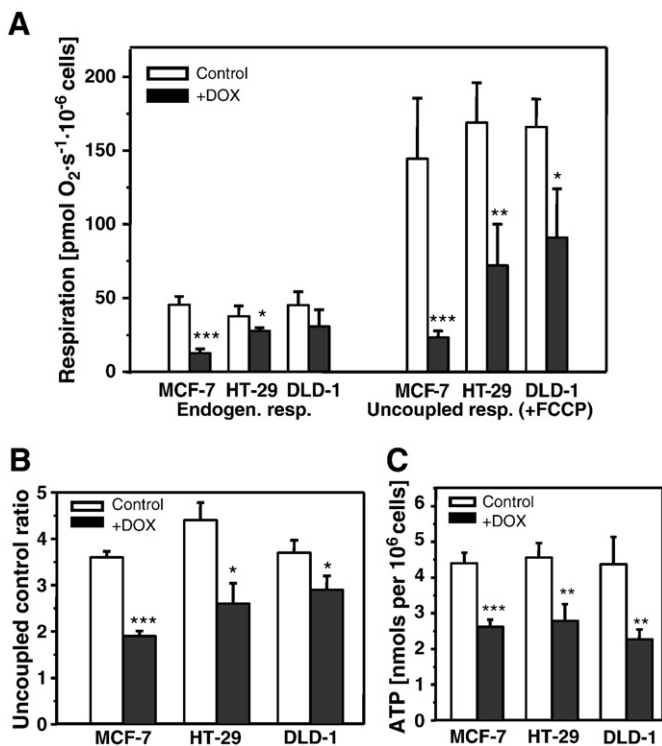 A
Respiration [pmol O₂·s⁻¹·10⁻⁶ cells]
200
150
100
50
0
Control
+DOX
***
*
***
**
*
MCF-7 HT-29 DLD-1 MCF-7 HT-29 DLD-1
Endogen. resp. Uncoupled resp. (+FCCP)
B
Uncoupled control ratio
5
4
3
2
1
0
Control
+DOX
***
*
*
MCF-7 HT-29 DLD-1
C
ATP [nmols per 10⁶ cells]
6
5
4
3
2
1
0
Control
+DOX
***
**
**
MCF-7 HT-29 DLD-1